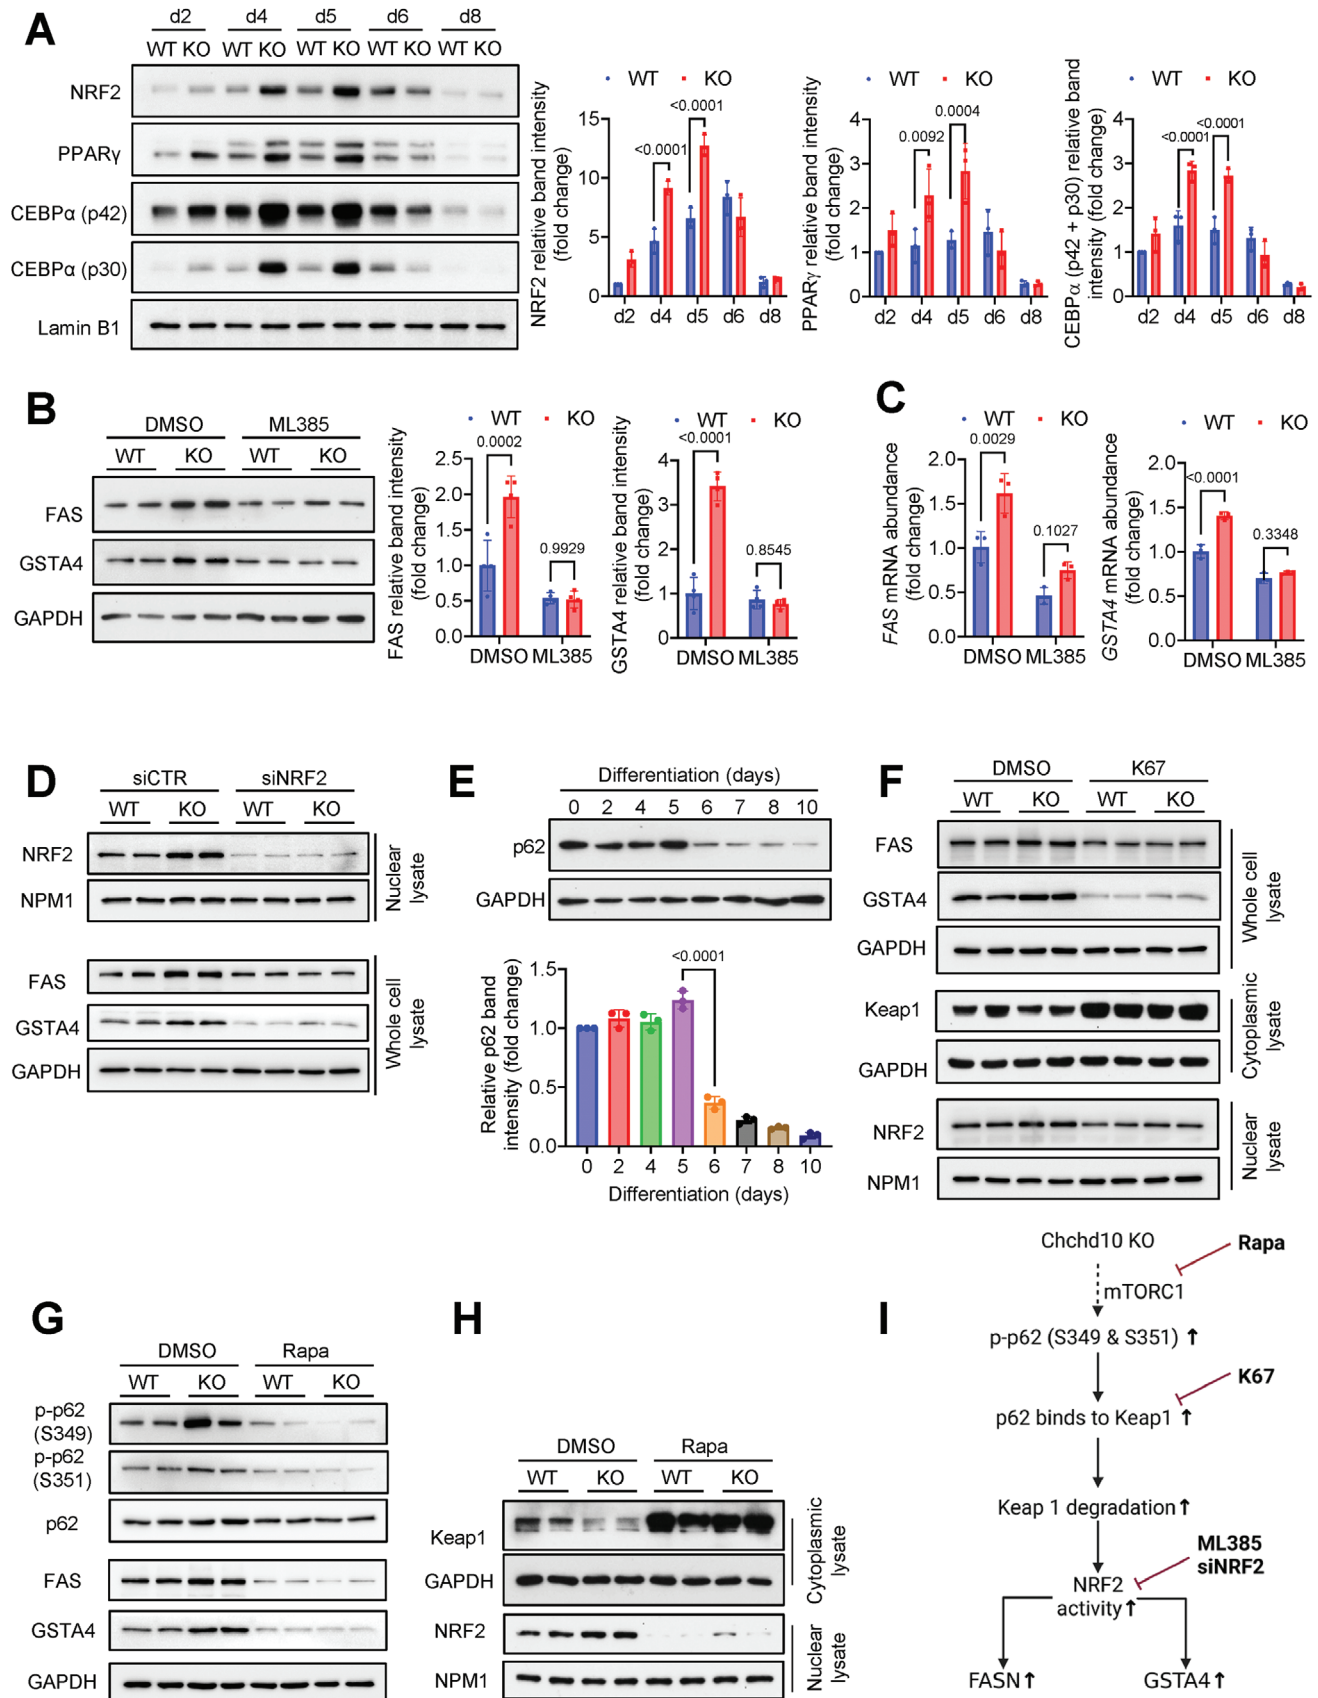 A
d2 d4 d5 d6 d8
WT KO WT KO WT KO WT KO WT KO
NRF2
PPARγ
CEBPα (p42)
CEBPα (p30)
Lamin B1
NRF2 relative band intensity
(fold change)
WT KO
15
10
5
0
<0.0001
<0.0001
d2 d4 d5 d6 d8
PPARγ relative band intensity
(fold change)
WT KO
4
3
2
1
0
0.0092
0.0004
d2 d4 d5 d6 d8
CEBPα (p42 + p30) relative band
intensity (fold change)
WT KO
4
3
2
1
0
<0.0001
<0.0001
d2 d4 d5 d6 d8
B
DMSO ML385
WT KO WT KO
FAS
GSTA4
GAPDH
FAS relative band intensity
(fold change)
WT KO
2.5
2.0
1.5
1.0
0.5
0.0
0.0002
0.9929
DMSO ML385
GSTA4 relative band intensity
(fold change)
WT KO
4
3
2
1
0
<0.0001
0.8545
DMSO ML385
C
FAS mRNA abundance
(fold change)
WT KO
2.0
1.5
1.0
0.5
0.0
0.0029
0.1027
DMSO ML385
GSTA4 mRNA abundance
(fold change)
WT KO
2.0
1.5
1.0
0.5
0.0
<0.0001
0.3348
DMSO ML385
D
siCTR siNRF2
WT KO WT KO
NRF2
NPM1
Nuclear
lysate
FAS
GSTA4
GAPDH
Whole cell
lysate
E
Differentiation (days)
0 2 4 5 6 7 8 10
p62
GAPDH
Relative p62 band
intensity (fold change)
1.5
1.0
0.5
0.0
<0.0001
0 2 4 5 6 7 8 10
Differentiation (days)
F
DMSO K67
WT KO WT KO
FAS
GSTA4
GAPDH
Whole cell
lysate
Keap1
GAPDH
Cytoplasmic
lysate
NRF2
NPM1
Nuclear
lysate
G
DMSO Rapa
WT KO WT KO
p-p62
(S349)
p-p62
(S351)
p62
FAS
GSTA4
GAPDH
H
DMSO Rapa
WT KO WT KO
Keap1
GAPDH
Cytoplasmic
lysate
NRF2
NPM1
Nuclear
lysate
I
Chchd10 KO
Rapa
mTORC1
p-p62 (S349 & S351) ↑
K67
p62 binds to Keap1 ↑
Keap 1 degradation ↑
ML385
siNRF2
NRF2
activity ↑
FASN ↑ GSTA4 ↑